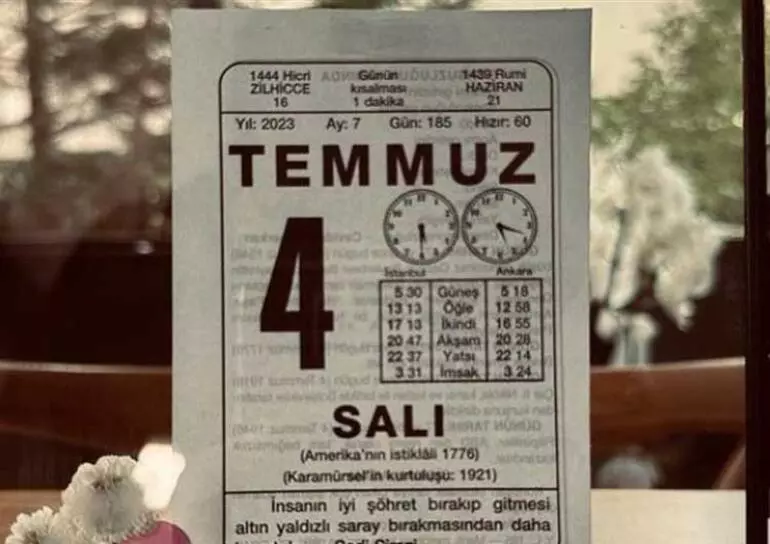 1444 Hicri Günün 1439 Rumi
ZİLHİCCE kısalması HAZİRAN
16 1 dakika 21
Yıl: 2023 Ay: 7 Gün: 185 Hızır: 60
TEMMUZ
4
İstanbul Ankara
5 30 Güneş 5 18
13 13 Öğle 12 58
17 13 İkindi 16 55
20 47 Akşam 20 28
22 37 Yatsı 22 14
3 31 İmsak 3 24
SALI
(Amerika'nın istiklâli 1776)
(Karamürsel'in kurtuluşu: 1921)
İnsanın iyi şöhret bırakıp gitmesi
altın yaldızlı saray bırakmasından daha